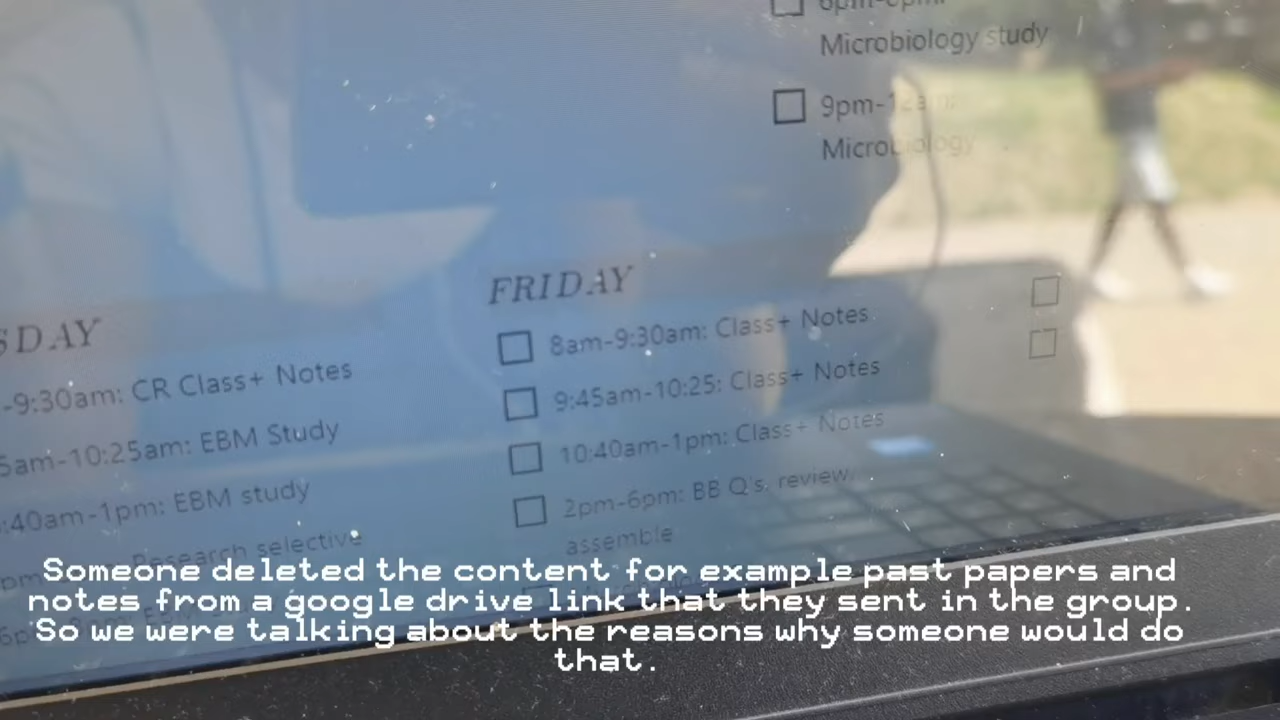 Microbiology study
9pm-12am:
Microbiology
FRIDAY
8am-9:30am: Class+ Notes
9:45am-10:25: Class+ Notes
10:40am-1pm: Class+ Notes
2pm-6pm: BB Q's, review..
assemble
SDAY
-9:30am: CR Class+ Notes
5am-10:25am: EBM Study
:40am-1pm: EBM study
Research selective
Someone deleted the content for example past papers and
notes from a google drive link that they sent in the group.
So we were talking about the reasons why someone would do
that.